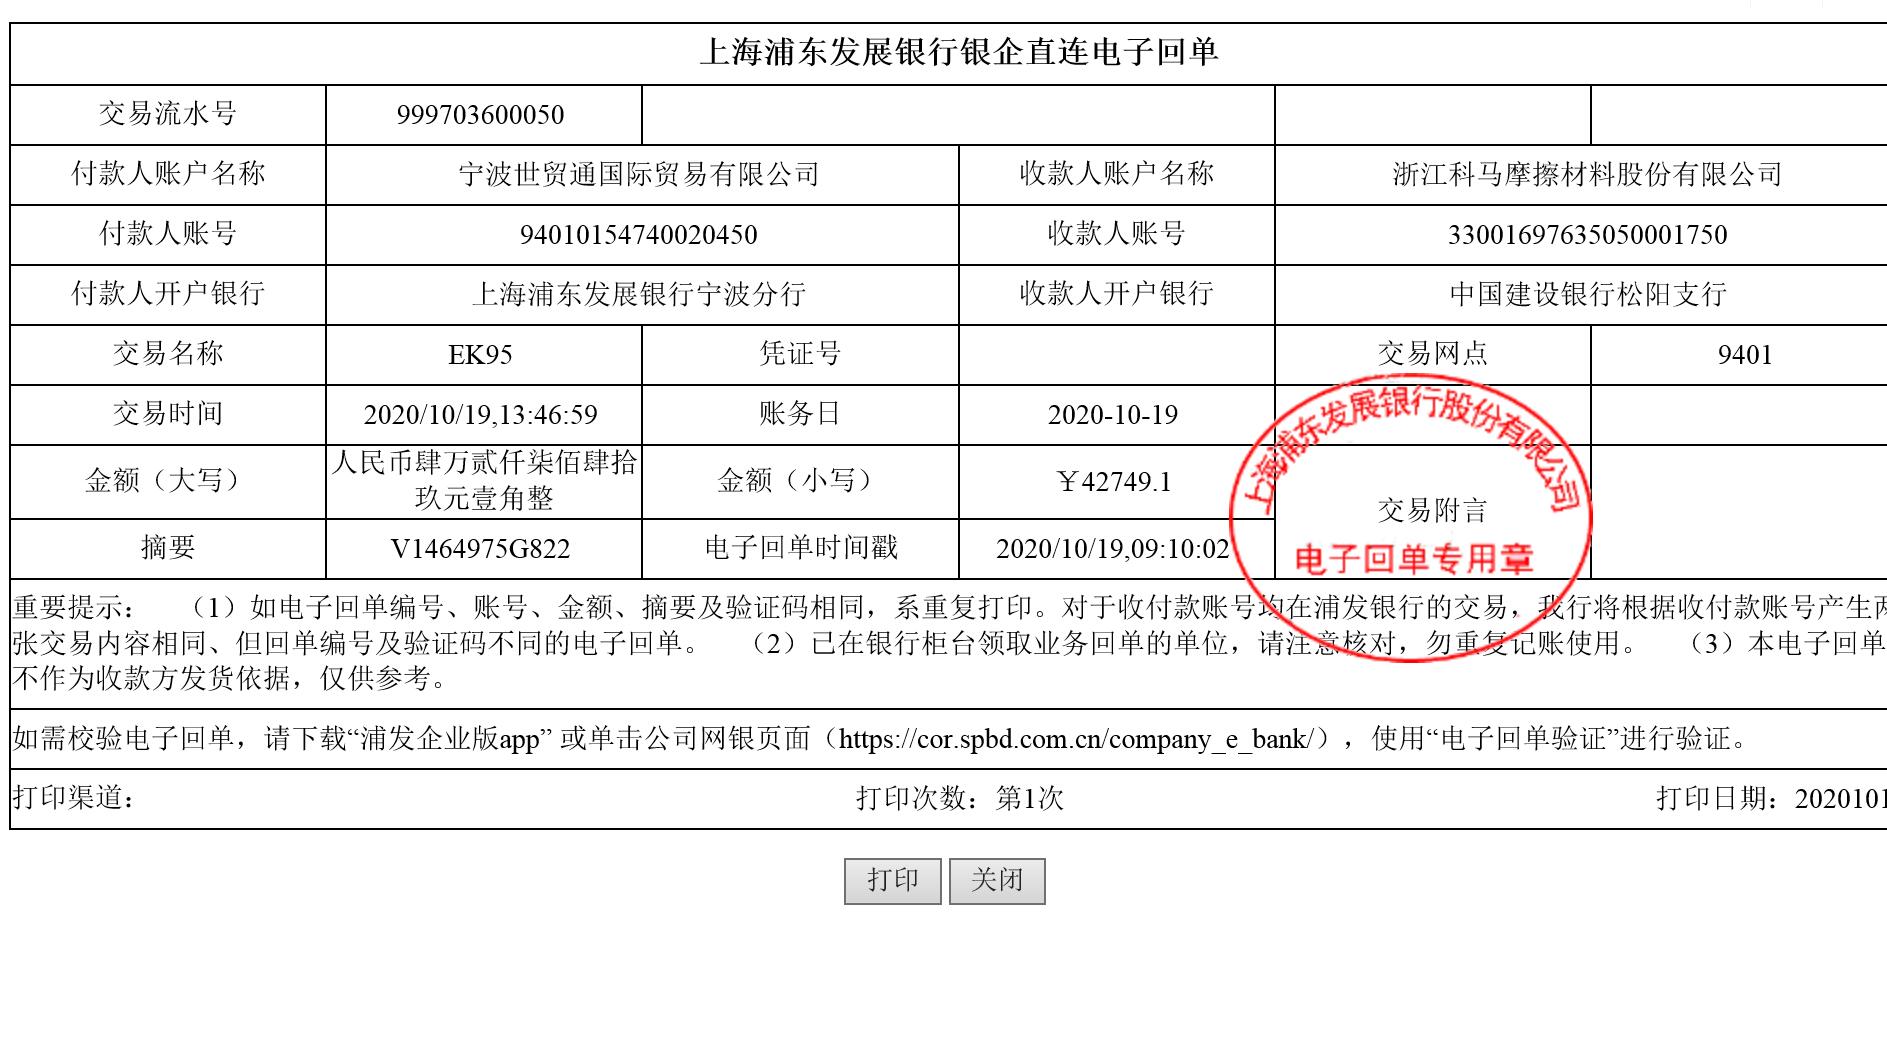 上海浦东发展银行银企直连电子回单
交易流水号 999703600050
付款人账户名称 宁波世贸通国际贸易有限公司 收款人账户名称 浙江科马摩擦材料股份有限公司
付款人账号 94010154740020450 收款人账号 33001697635050001750
付款人开户银行 上海浦东发展银行宁波分行 收款人开户银行 中国建设银行松阳支行
交易名称 EK95 凭证号 交易网点 9401
交易时间 2020/10/19,13:46:59 账务日 2020-10-19
上海浦东发展银行股份有限公司
金额（大写） 人民币肆万贰仟柒佰肆拾
玖元壹角整 金额（小写） ￥42749.1
交易附言
摘要 V1464975G822 电子回单时间戳 2020/10/19,09:10:02
电子回单专用章
重要提示： （1）如电子回单编号、账号、金额、摘要及验证码相同，系重复打印。对于收付款账号均在浦发银行的交易，我行将根据收付款账号产生两
张交易内容相同、但回单编号及验证码不同的电子回单。 （2）已在银行柜台领取业务回单的单位，请注意核对，勿重复记账使用。 （3）本电子回单
不作为收款方发货依据，仅供参考。
如需校验电子回单，请下载“浦发企业版app” 或单击公司网银页面（https://cor.spbd.com.cn/company_e_bank/），使用“电子回单验证”进行验证。
打印渠道： 打印次数：第1次 打印日期：2020101
打印 关闭